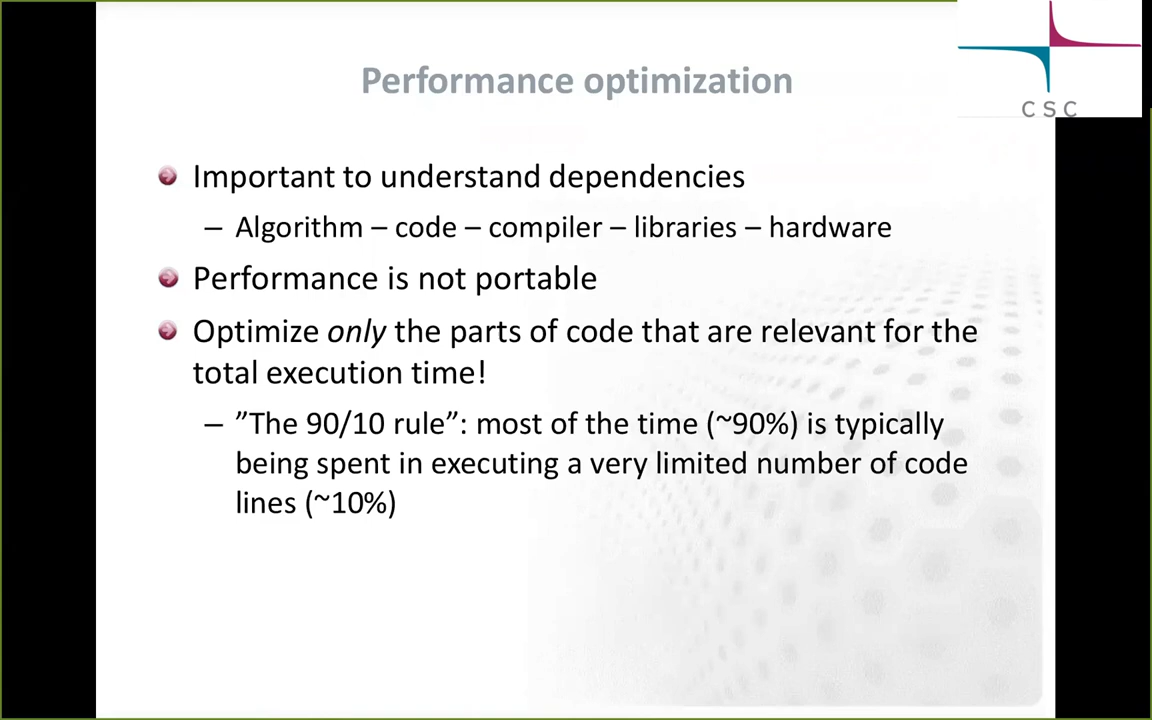 CSC
Performance optimization
Important to understand dependencies
– Algorithm – code – compiler – libraries – hardware
Performance is not portable
Optimize only the parts of code that are relevant for the
total execution time!
– ”The 90/10 rule”: most of the time (~90%) is typically
being spent in executing a very limited number of code
lines (~10%)